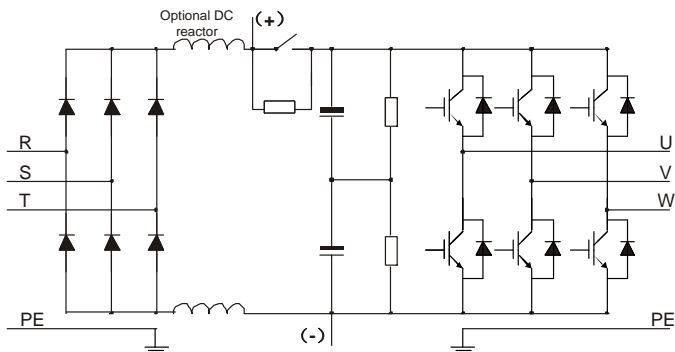 Optional DC
reactor
(+)
R
U
S
V
T
W
PE
PE
(-)